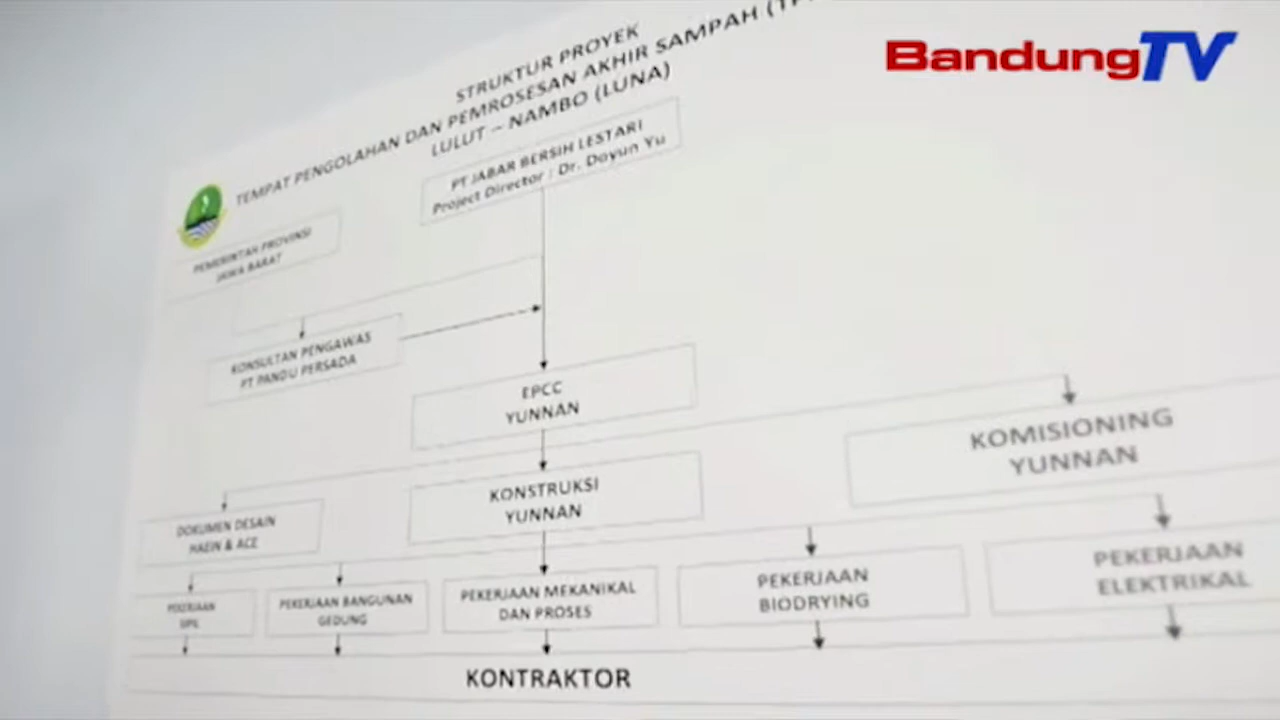 BandungTV
STRUKTUR PROYEK
TEMPAT PENGOLAHAN DAN PEMROSESAN AKHIR SAMPAH
LULUT – NAMBO (LUNA)
PT JABAR BERSIH LESTARI
Project Director : Dr. Doyun Yu
PEMERINTAH PROVINSI
JAWA BARAT
KONSULTAN PENGAWAS
PT PANDU PERSADA
EPCC
YUNNAN
KOMISIONING
YUNNAN
KONSTRUKSI
YUNNAN
DOKUMEN DESAIN
HAEIN & ACE
PEKERJAAN
SIPIL
PEKERJAAN BANGUNAN
GEDUNG
PEKERJAAN MEKANIKAL
DAN PROSES
PEKERJAAN
BIODRYING
PEKERJAAN
ELEKTRIKAL
KONTRAKTOR